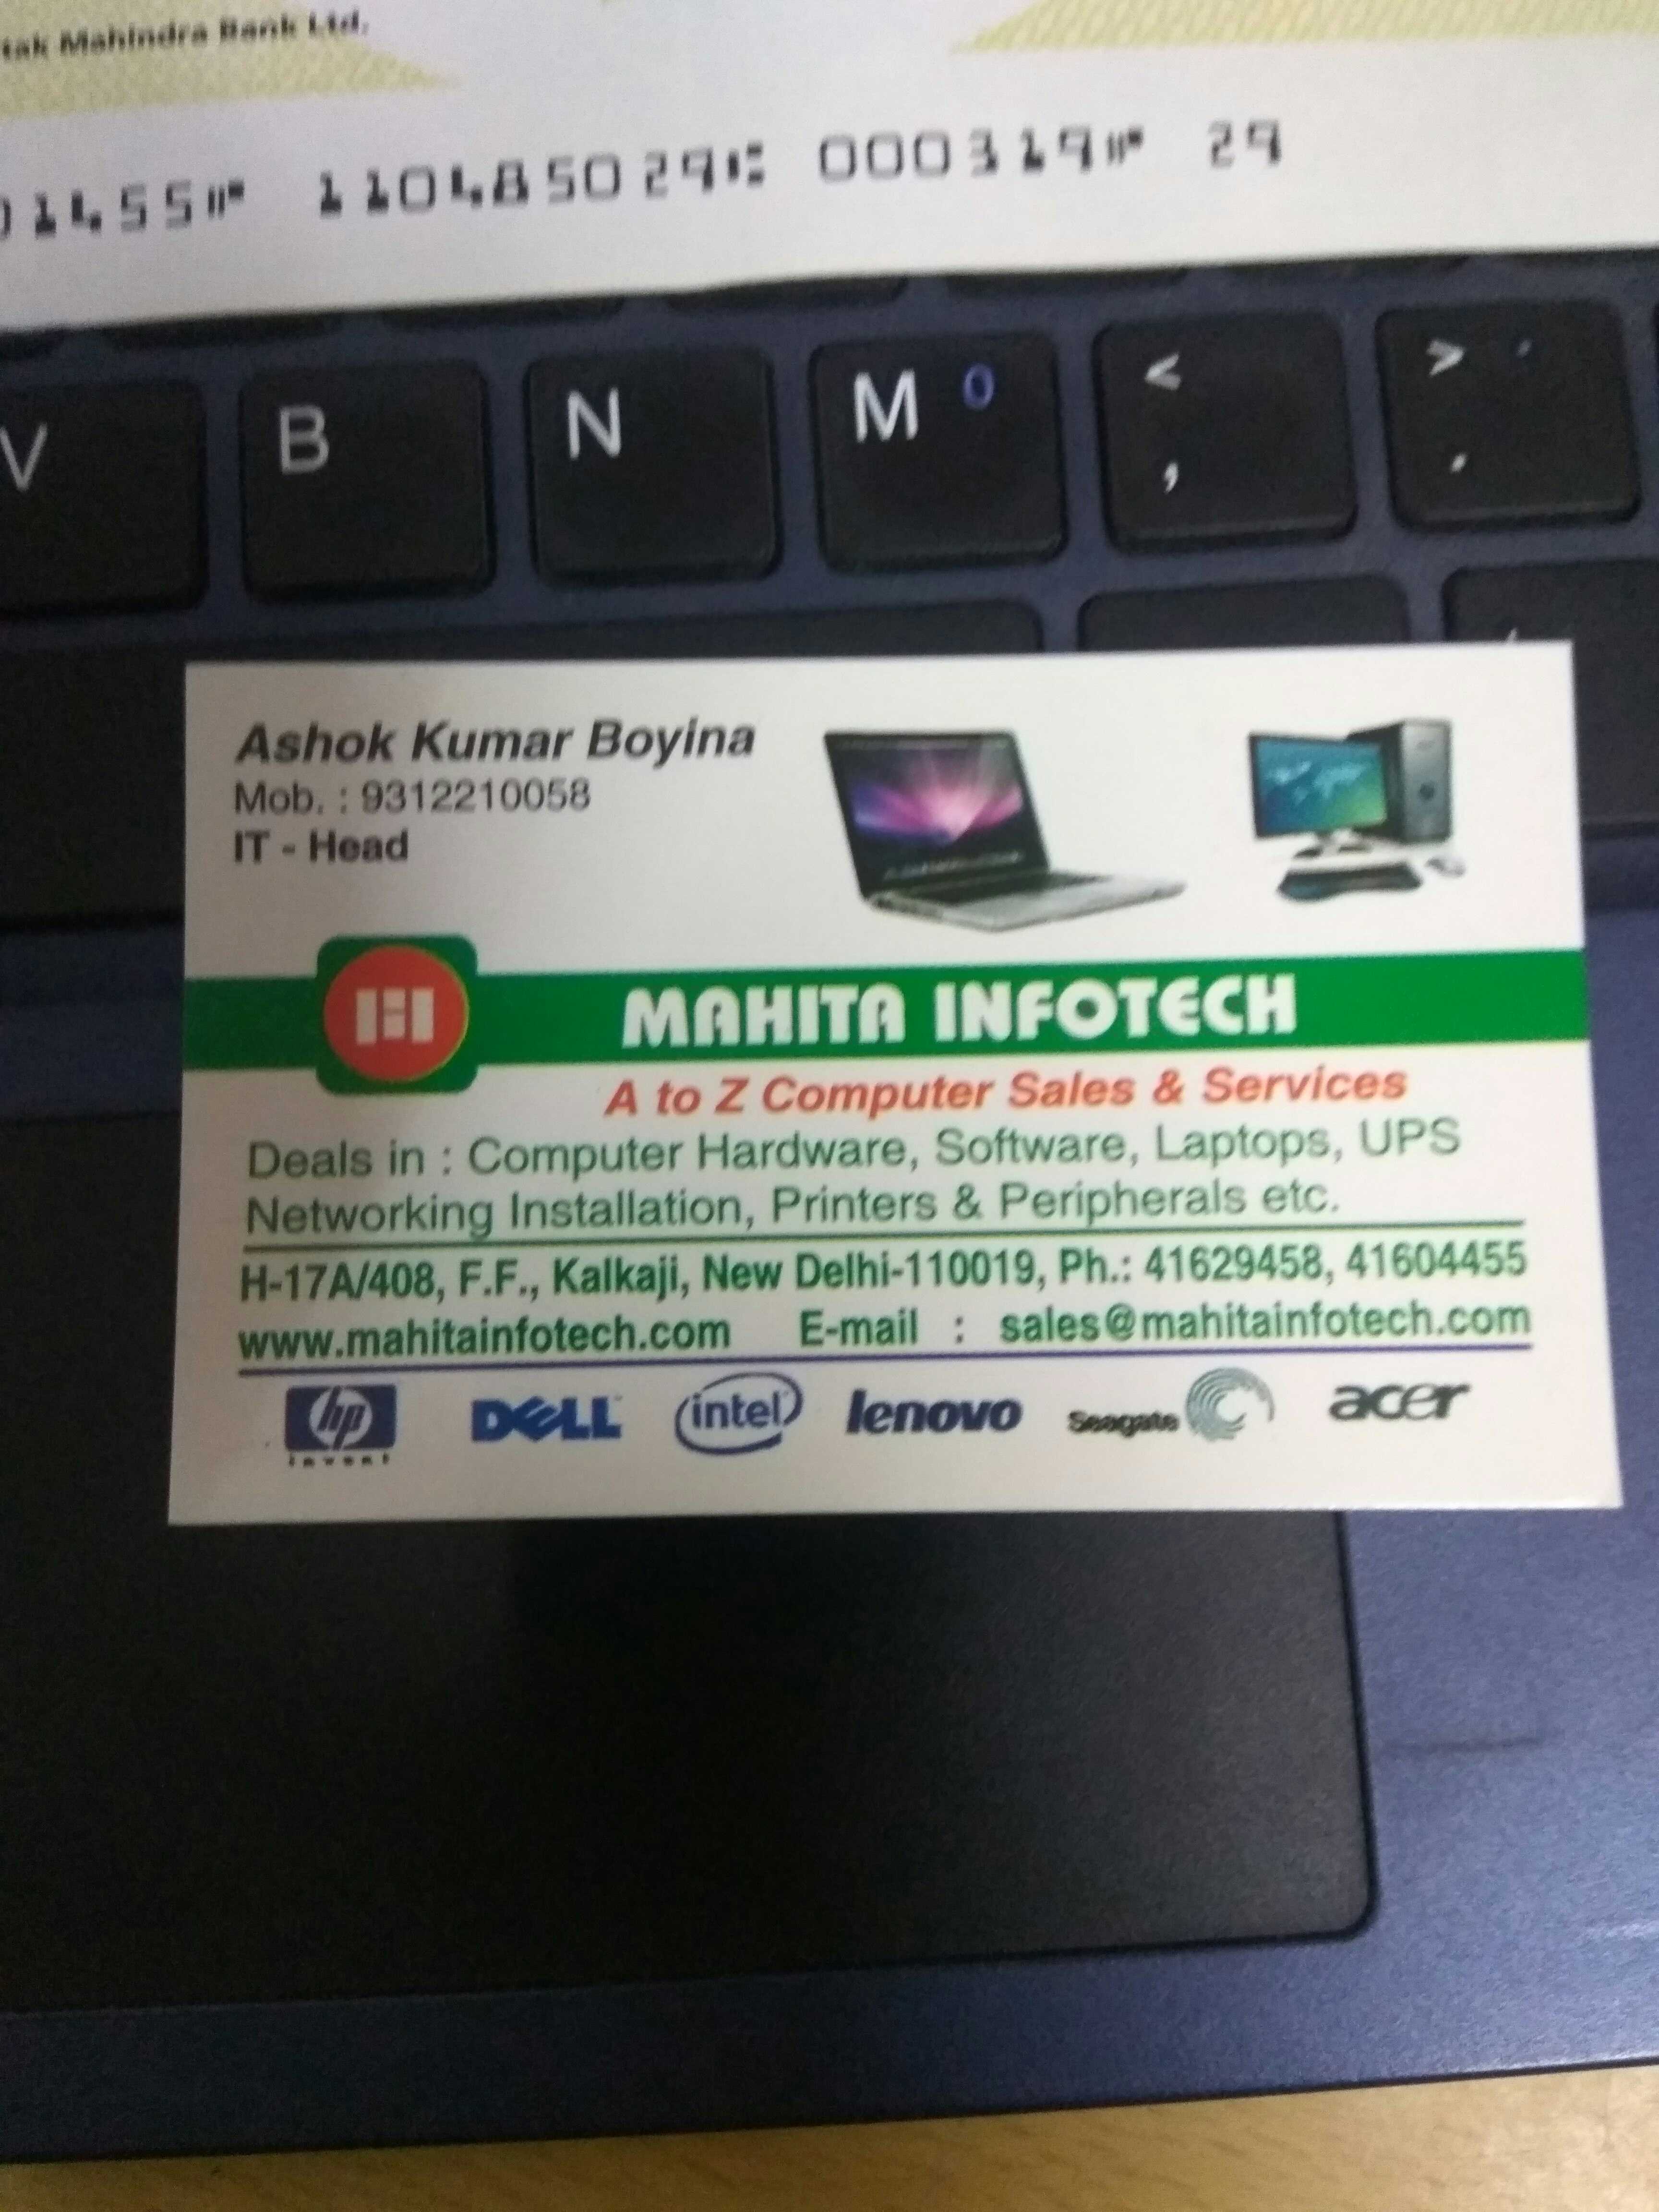 tak Mahindra Bank Ltd.
01455⑈ 110485029⑆ 000319⑈ 29
V B N M 0 < , > .
Ashok Kumar Boyina
Mob. : 9312210058
IT - Head
MAHITA INFOTECH
A to Z Computer Sales & Services
Deals in : Computer Hardware, Software, Laptops, UPS
Networking Installation, Printers & Peripherals etc.
H-17A/408, F.F., Kalkaji, New Delhi-110019, Ph.: 41629458, 41604455
www.mahitainfotech.com E-mail : sales@mahitainfotech.com
hp DELL intel lenovo Seagate acer
invent